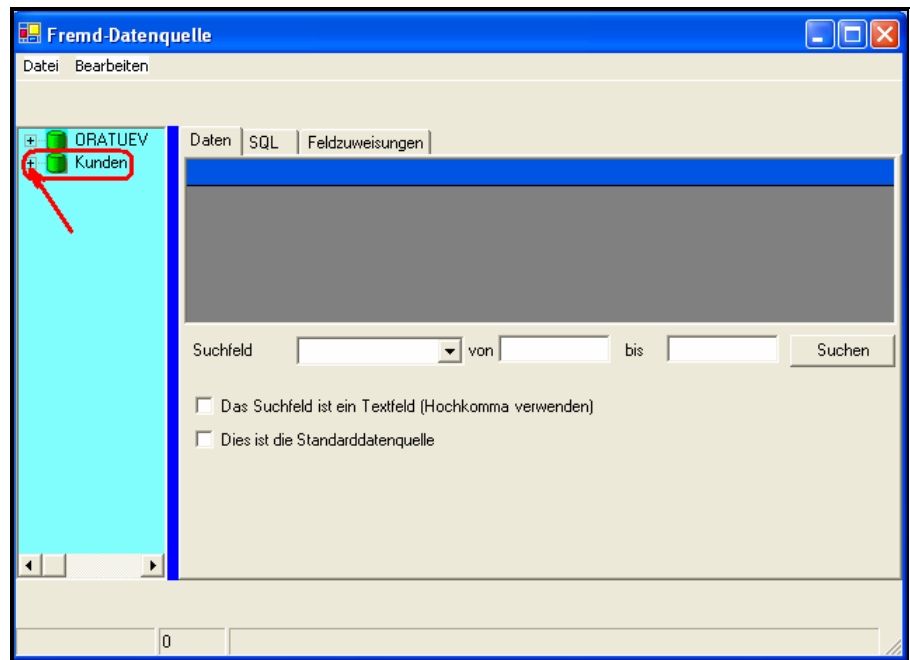 Fremd-Datenquelle
Datei Bearbeiten
ORATUEV
Kunden
Daten SQL Feldzuweisungen
Suchfeld von bis Suchen
Das Suchfeld ist ein Textfeld (Hochkomma verwenden)
Dies ist die Standarddatenquelle
0